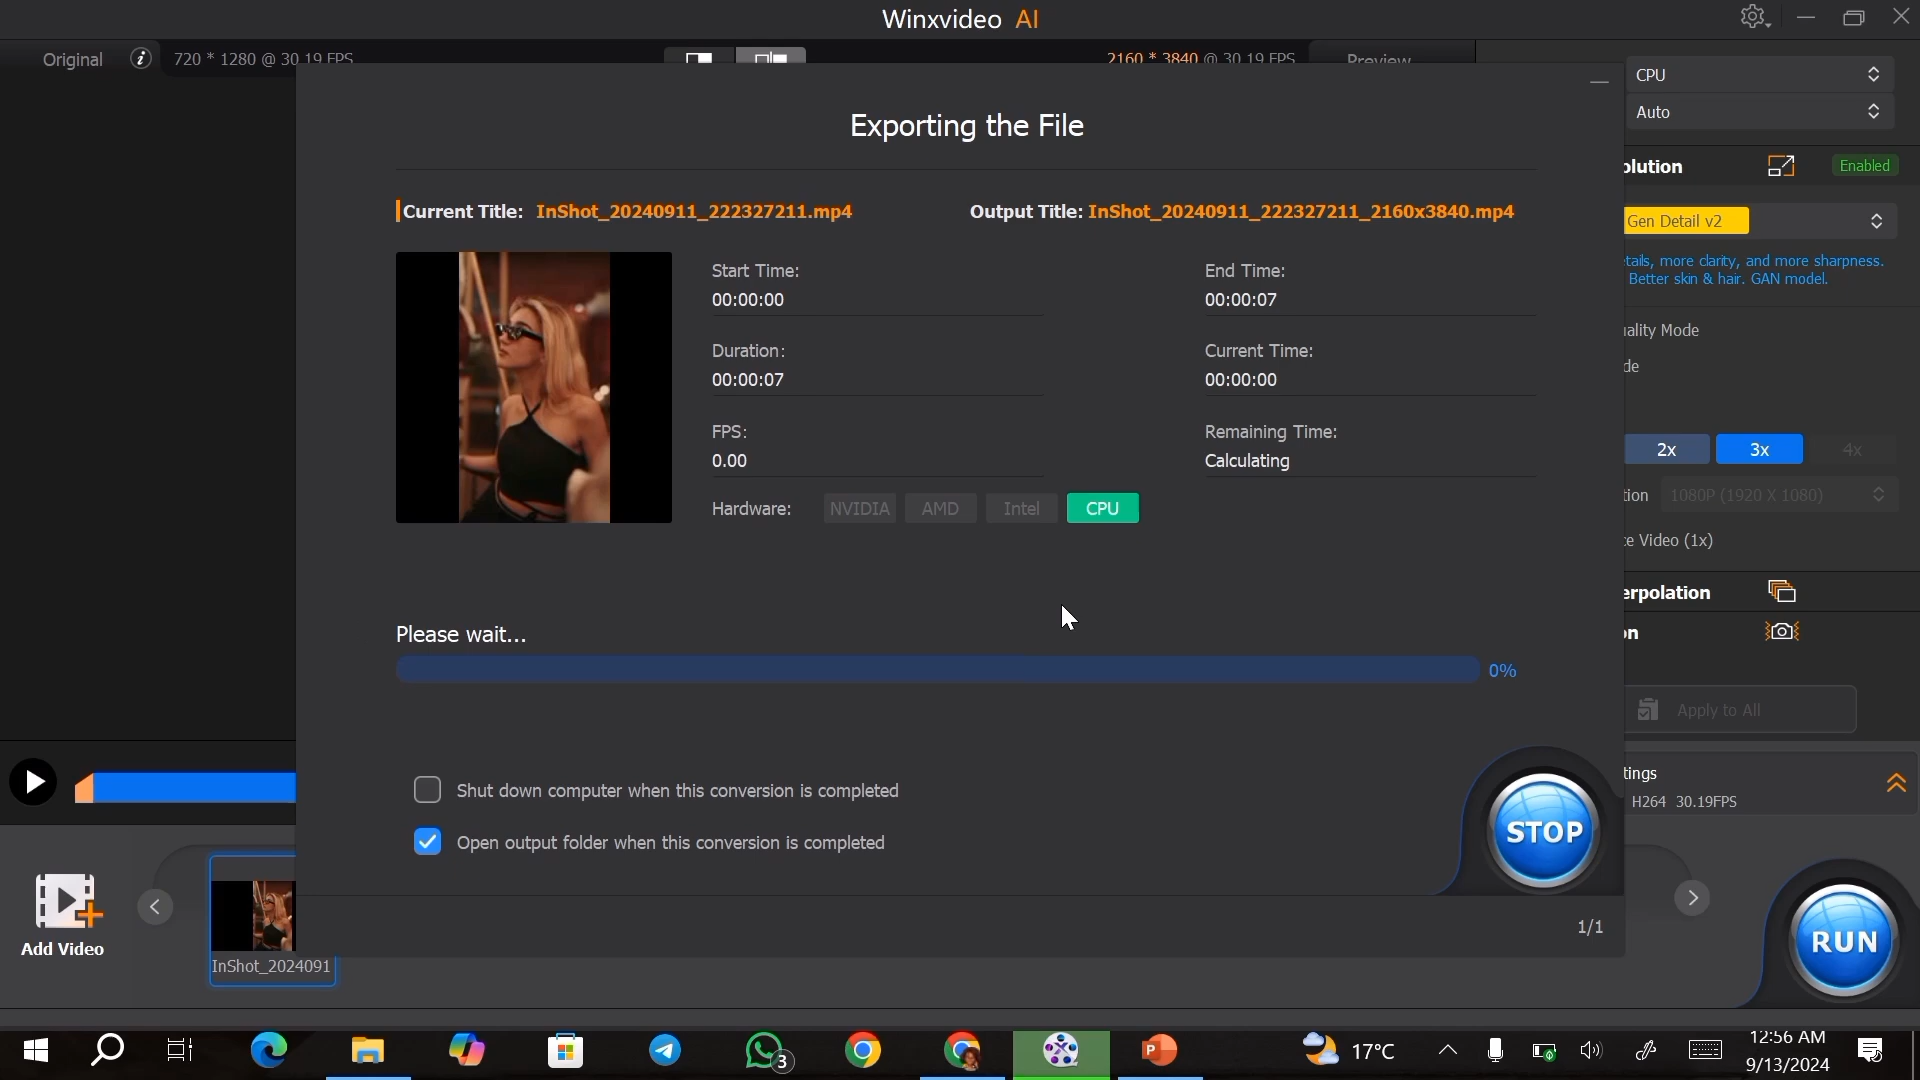 Winxvideo AI
Original
720 * 1280 @ 30.19 FPS
2160 * 3840 @ 30.19 FPS
Preview
CPU
Auto
Exporting the File
olution
Enabled
Current Title: InShot_20240911_222327211.mp4
Output Title: InShot_20240911_222327211_2160x3840.mp4
Gen Detail v2
etails, more clarity, and more sharpness.
Better skin & hair. GAN model.
Start Time:
00:00:00
End Time:
00:00:07
Duration:
00:00:07
Current Time:
00:00:00
FPS:
0.00
Remaining Time:
Calculating
Hardware: NVIDIA AMD Intel CPU
ality Mode
de
2x 3x 4x
tion 1080P (1920 X 1080)
ce Video (1x)
erpolation
on
Please wait...
0%
Apply to All
Shut down computer when this conversion is completed
Open output folder when this conversion is completed
STOP
tings
H264 30.19FPS
Add Video
InShot_2024091
1/1
RUN
3
17°C
12:56 AM
9/13/2024